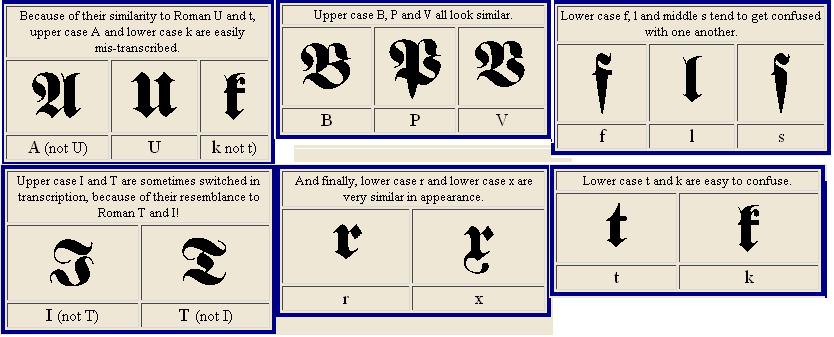 Because of their similarity to Roman U and t,
upper case A and lower case k are easily
mis-transcribed.
A U k
A (not U) U k not t)
Upper case B, P and V all look similar.
B P V
B P V
Lower case f, l and middle s tend to get confused
with one another.
f l ſ
f l s
Upper case I and T are sometimes switched in
transcription, because of their resemblance to
Roman T and I!
I T
I (not T) T (not I)
And finally, lower case r and lower case x are
very similar in appearance.
r x
r x
Lower case t and k are easy to confuse.
t k
t k